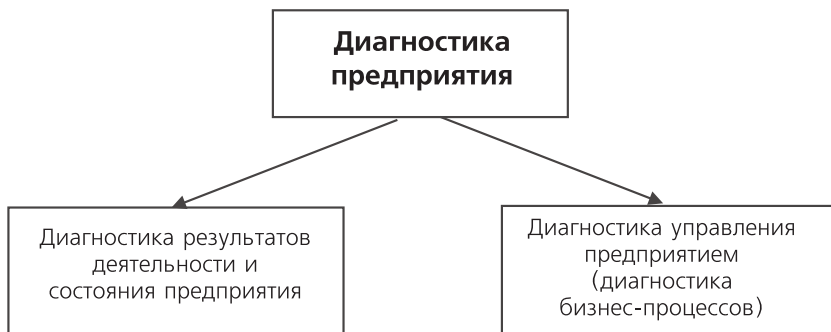 Диагностика
предприятия
Диагностика результатов
деятельности и
состояния предприятия
Диагностика управления
предприятием
(диагностика
бизнес-процессов)